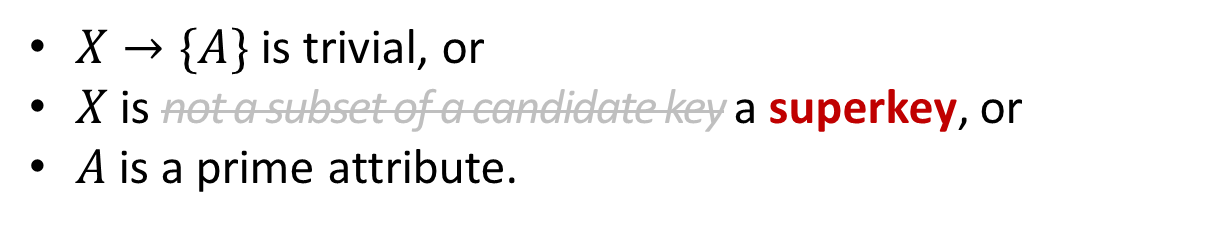 • X → {A} is trivial, or
• X is not a subset of a candidate key a superkey, or
• A is a prime attribute.